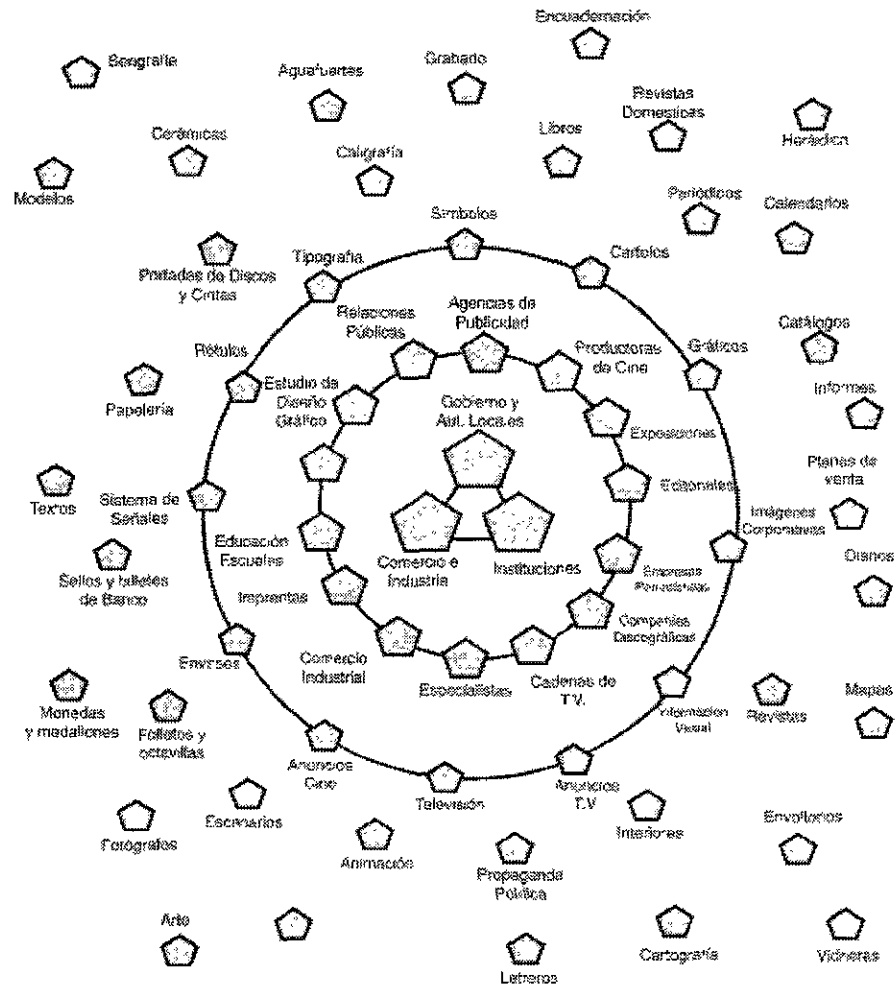 Encuadernación
Serigrafía
Aguafuertes
Grabado
Revistas
Domésticas
Heráldica
Cerámicas
Caligrafía
Libros
Modelos
Periódicos
Calendarios
Símbolos
Tipografía
Carteles
Portadas de Discos
y Cintas
Relaciones
Públicas
Agencias de
Publicidad
Rótulos
Productoras
de Cine
Gráficos
Catálogos
Estudio de
Diseño
Gráfico
Gobierno y
Aut. Locales
Informes
Papelería
Exposiciones
Planes de
venta
Textos
Sistema de
Señales
Editoriales
Imágenes
Corporativas
Educación
Escuelas
Comercio e
Industria
Instituciones
Empresas
Periodísticas
Diarios
Sellos y billetes
de Banco
Imprentas
Compañías
Discográficas
Envases
Comercio
Industrial
Especialistas
Cadenas de
T.V.
Información
Visual
Revistas
Mapas
Monedas
y medallones
Folletos y
octavillas
Anuncios
Cine
Televisión
Anuncios
T.V
Fotógrafos
Escenarios
Animación
Interiores
Envoltorios
Propaganda
Política
Arte
Letreros
Cartografía
Vidrieras